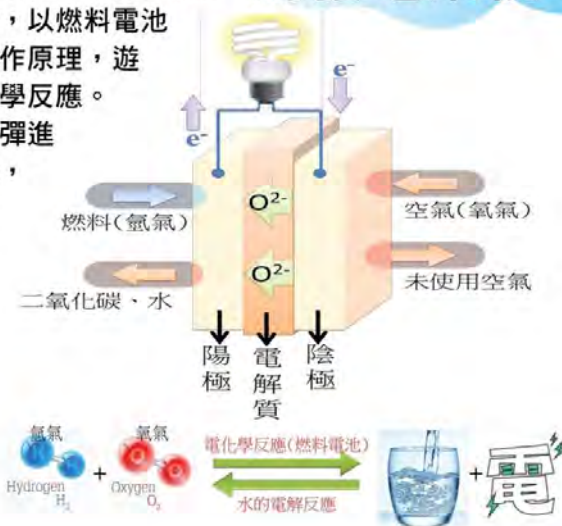 ，以燃料電池
作原理，遊
學反應。
彈進
，
e⁻
e⁻
O²⁻
燃料(氫氣)
空氣(氧氣)
O²⁻
二氧化碳、水
未使用空氣
陽極
電解質
陰極
氫氣
Hydrogen
H₂
+
氧氣
Oxygen
O₂
電化學反應(燃料電池)
水的電解反應
+
電